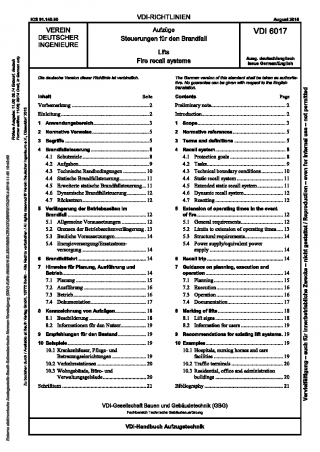 ICS 91.140.90
VDI-RICHTLINIEN
August 2015
VEREIN
DEUTSCHER
INGENIEURE
Aufzüge
Steuerungen für den Brandfall
Lifts
Fire recall systems
VDI 6017
Ausg. deutsch/englisch
Issue German/English
Die deutsche Version dieser Richtlinie ist verbindlich.
The German version of this standard shall be taken as authoritative. No guarantee can be given with respect to the English translation.
Inhalt Seite
Vorbemerkung 2
Einleitung 2
1 Anwendungsbereich 3
2 Normative Verweise 5
3 Begriffe 5
4 Brandfallsteuerung 8
4.1 Schutzziele 8
4.2 Aufgaben 9
4.3 Technische Randbedingungen 10
4.4 Statische Brandfallsteuerung 11
4.5 Erweiterte statische Brandfallsteuerung 11
4.6 Dynamische Brandfallsteuerung 12
4.7 Rücksetzen 12
5 Verlängerung der Betriebszeiten im
Brandfall 12
5.1 Allgemeine Voraussetzungen 12
5.2 Grenzen der Betriebszeitverlängerung 13
5.3 Bauliche Voraussetzungen 14
5.4 Energieversorgung/Einstationsversorgung 14
6 Brandfallfahrt 14
7 Hinweise für Planung, Ausführung und
Betrieb 14
7.1 Planung 15
7.2 Ausführung 16
7.3 Betrieb 16
7.4 Dokumentation 17
8 Kennzeichnung von Aufzügen 18
8.1 Beschilderung 18
8.2 Informationen für den Nutzer 19
9 Empfehlungen für den Bestand 19
10 Beispiele 19
10.1 Krankenhäuser, Pflege- und
Betreuungseinrichtungen 19
10.2 Verkehrsstationen 20
10.3 Wohngebäude, Büro- und
Verwaltungsgebäude 20
Schrifttum 21
Contents Page
Preliminary note 2
Introduction 2
1 Scope 3
2 Normative references 5
3 Terms and definitions 5
4 Recall system 8
4.1 Protection goals 8
4.2 Tasks 9
4.3 Technical boundary conditions 10
4.4 Static recall system 11
4.5 Extended static recall system 11
4.6 Dynamic recall system 12
4.7 Resetting 12
5 Extension of operating times in the event
of fire 12
5.1 General requirements 12
5.2 Limits to extension of operating times 13
5.3 Structural requirements 14
5.4 Power supply/equivalent power
supply 14
6 Recall trip 14
7 Guidance on planning, execution and
operation 14
7.1 Planning 15
7.2 Execution 16
7.3 Operation 16
7.4 Documentation 17
8 Marking of lifts 18
8.1 Lift signs 18
8.2 Information for users 19
9 Recommendations for existing lift systems 19
10 Examples 19
10.1 Hospitals, nursing homes and care
facilities 19
10.2 Traffic terminals 20
10.3 Residential, office and administration
buildings 20
Bibliography 21
VDI-Gesellschaft Bauen und Gebäudetechnik (GBG)
Fachbereich Technische Gebäudeausrüstung
VDI-Handbuch Aufzugstechnik
Vervielfältigung – auch für innerbetriebliche Zwecke – nicht gestattet / Reproduction – even for internal use – not permitted